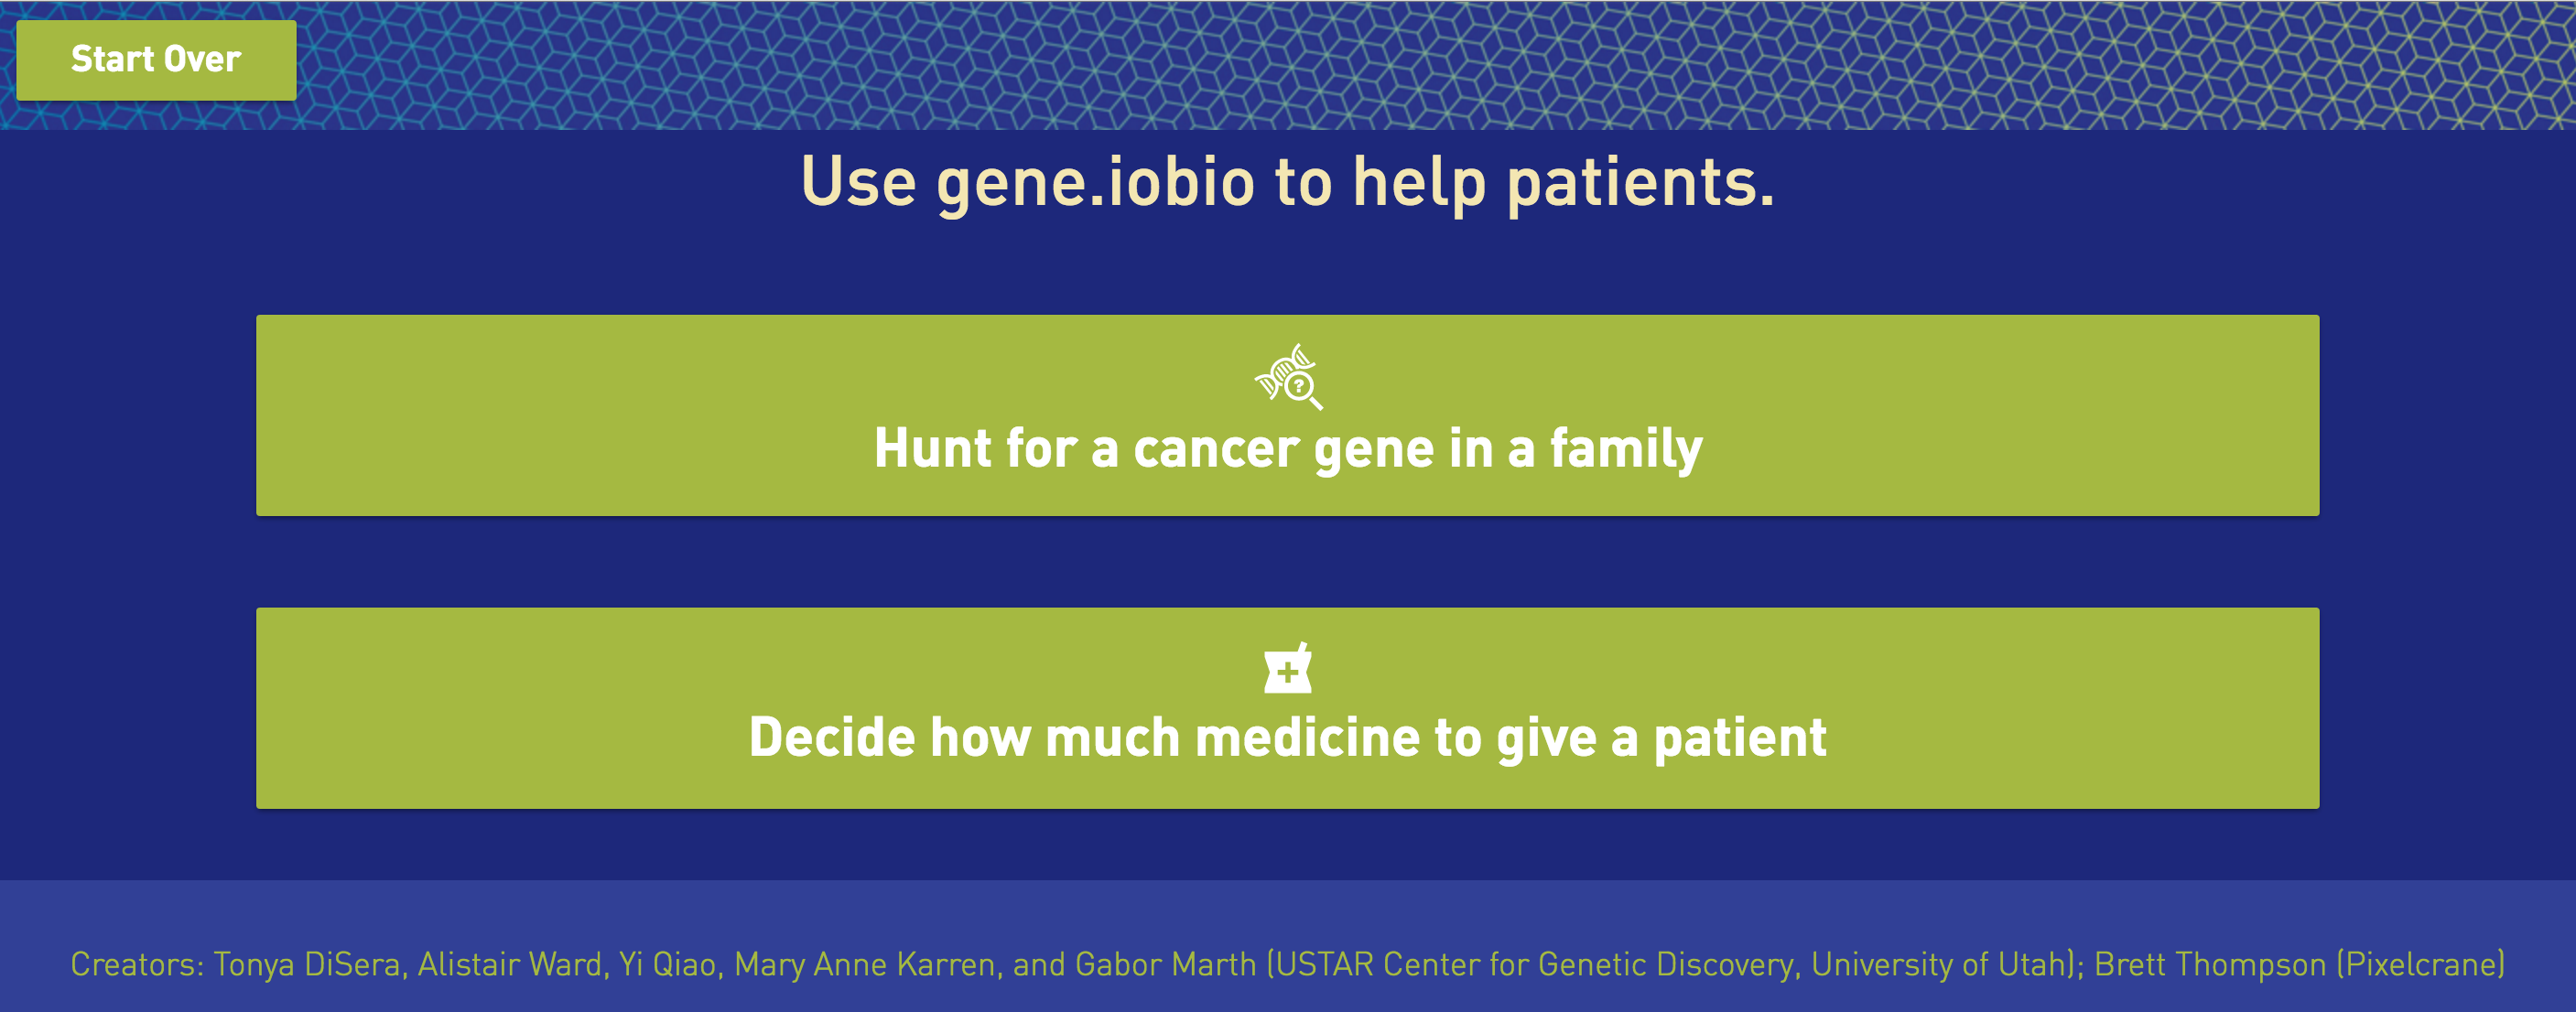 Start Over
Use gene.iobio to help patients.
?
Hunt for a cancer gene in a family
Decide how much medicine to give a patient
Creators: Tonya DiSera, Alistair Ward, Yi Qiao, Mary Anne Karren, and Gabor Marth (USTAR Center for Genetic Discovery, University of Utah); Brett Thompson (Pixelcrane)